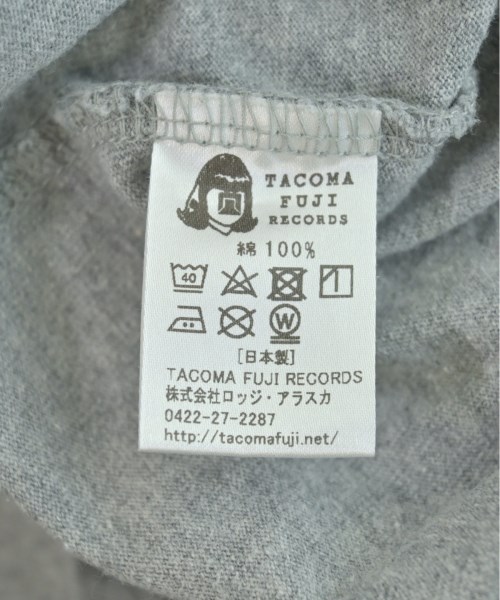 TACOMA
FUJI
RECORDS
綿 100%
40
W
[日本製]
TACOMA FUJI RECORDS
株式会社ロッジ・アラスカ
0422-27-2287
http://tacomafuji.net/